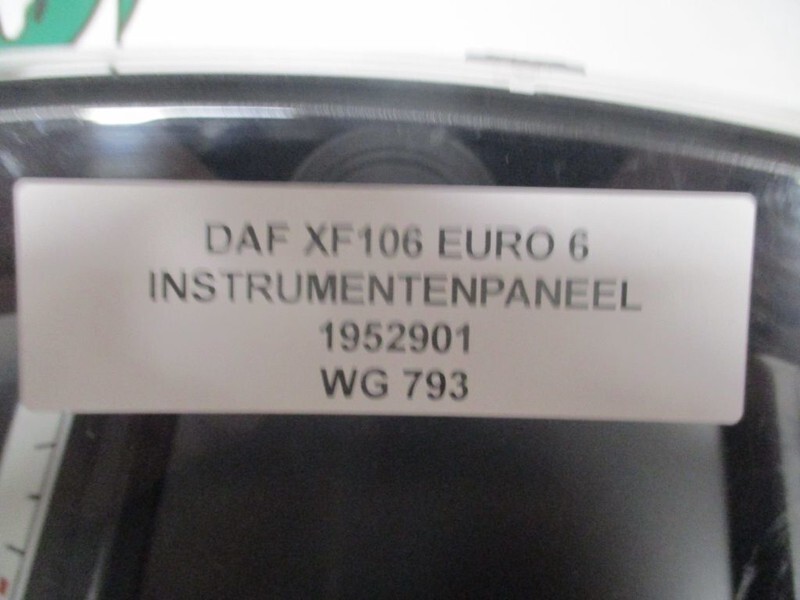 DAF XF106 EURO 6
INSTRUMENTENPANEEL
1952901
WG 793